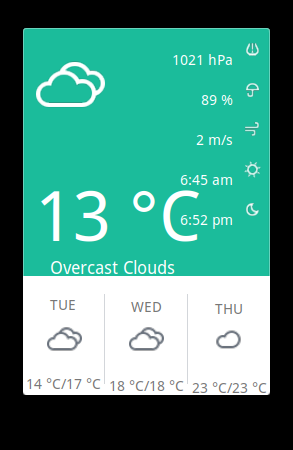 1021 hPa
89 %
2 m/s
6:45 am
13 °C
6:52 pm
Overcast Clouds
TUE
WED
THU
14 °C/17 °C
18 °C/18 °C
23 °C/23 °C